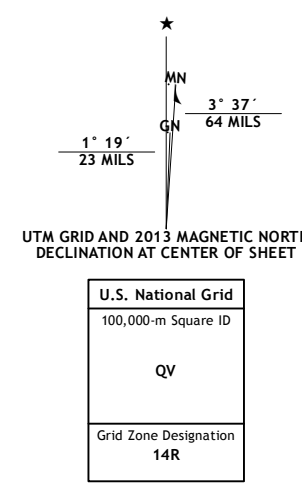 ★
MN
3° 37´
64 MILS
GN
1° 19´
23 MILS
UTM GRID AND 2013 MAGNETIC NORTH
DECLINATION AT CENTER OF SHEET
U.S. National Grid
100,000-m Square ID
QV
Grid Zone Designation
14R